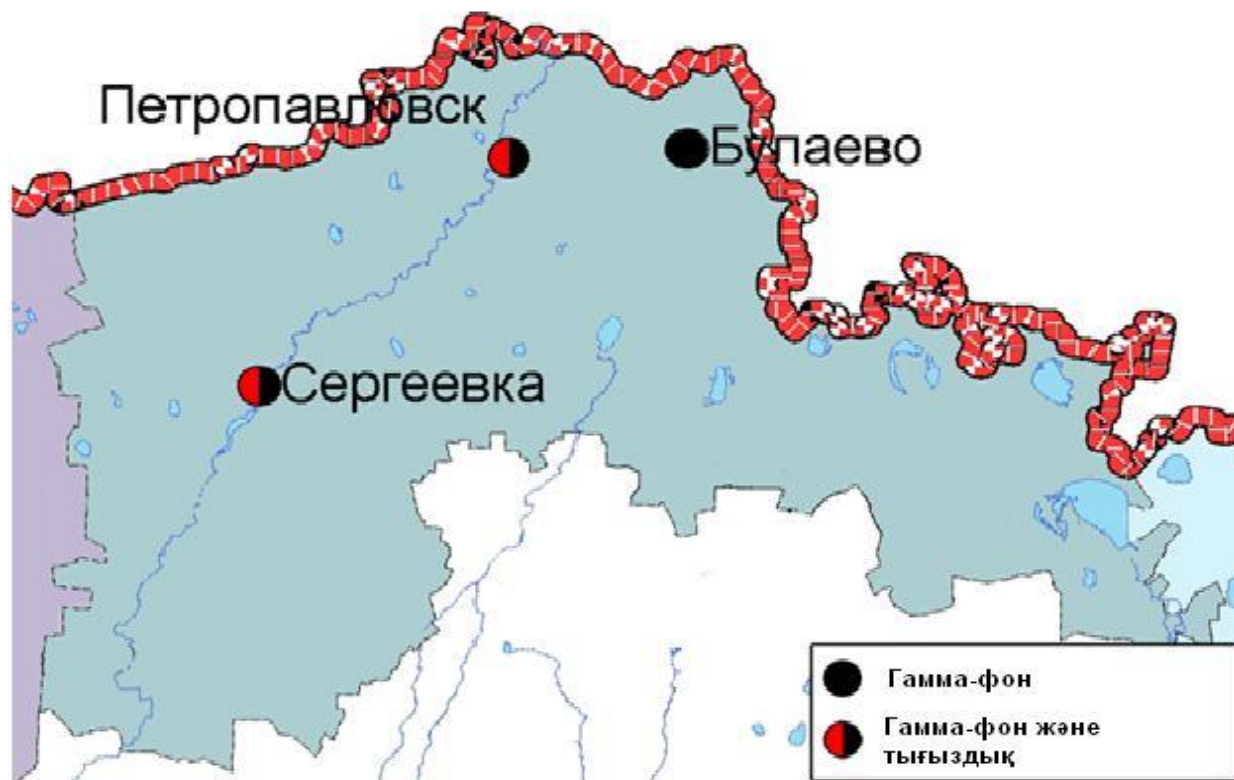 Петропавловск
Булаево
Сергеевка
Гамма-фон
Гамма-фон және
тығыздық